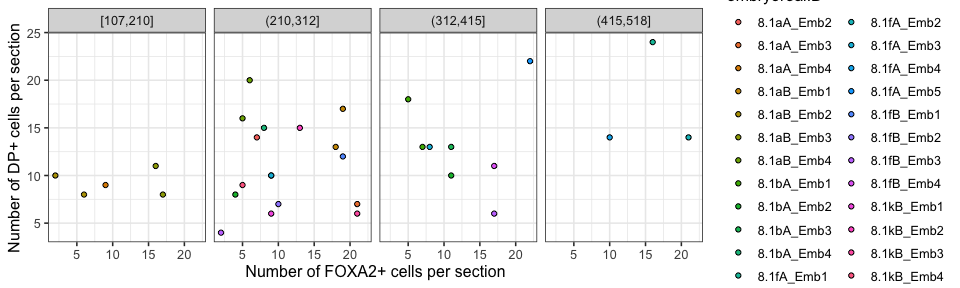 [107,210] (210,312] (312,415] (415,518]
Number of DP+ cells per section
25
20
15
10
5
5 10 15 20 5 10 15 20 5 10 15 20 5 10 15 20
Number of FOXA2+ cells per section
8.1aA_Emb2
8.1aA_Emb3
8.1aA_Emb4
8.1aB_Emb1
8.1aB_Emb2
8.1aB_Emb3
8.1aB_Emb4
8.1bA_Emb1
8.1bA_Emb2
8.1bA_Emb3
8.1bA_Emb4
8.1fA_Emb1
8.1fA_Emb2
8.1fA_Emb3
8.1fA_Emb4
8.1fA_Emb5
8.1fB_Emb1
8.1fB_Emb2
8.1fB_Emb3
8.1fB_Emb4
8.1kB_Emb1
8.1kB_Emb2
8.1kB_Emb3
8.1kB_Emb4